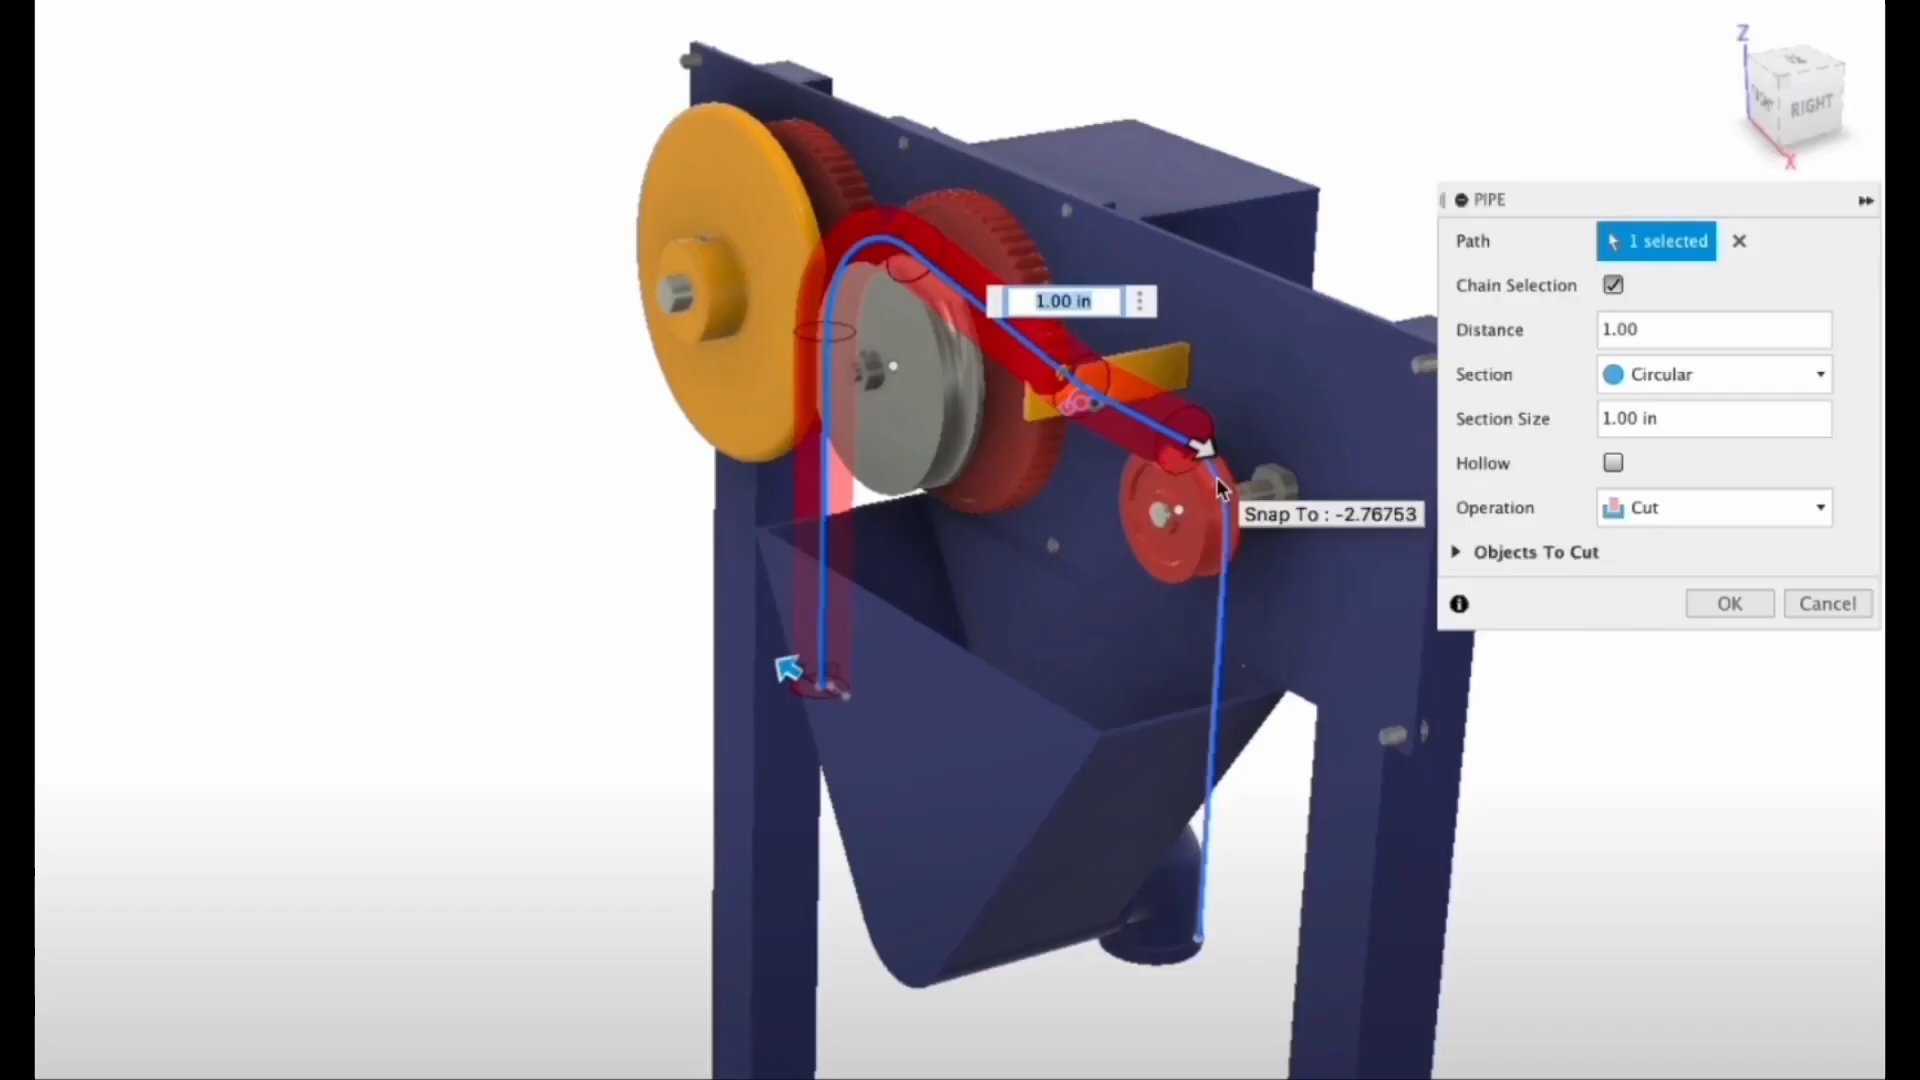 Z
RIGHT
X
PIPE
Path 1 selected
Chain Selection
Distance 1.00
Section Circular
Section Size 1.00 in
Hollow
Operation Cut
Objects To Cut
OK Cancel
1.00 in
Snap To : -2.76753